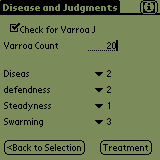 Disease and Judgments
Check for Varroa J
Varroa Count 20
Diseas 2
defendness 2
Steadyness 1
Swarming 3
<Back to Selection Treatment